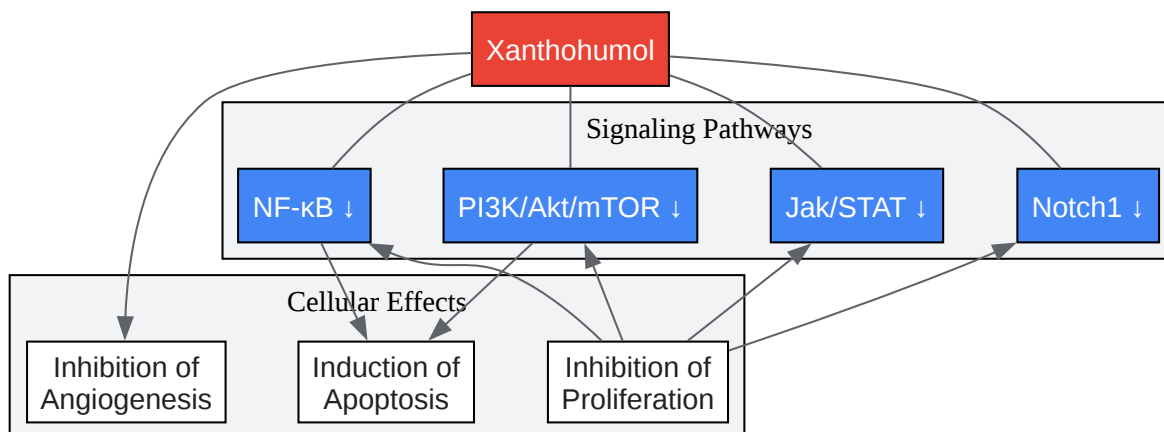 Xanthohumol
Signaling Pathways
NF-κB ↓
PI3K/Akt/mTOR ↓
Jak/STAT ↓
Notch1 ↓
Cellular Effects
Inhibition of
Angiogenesis
Induction of
Apoptosis
Inhibition of
Proliferation